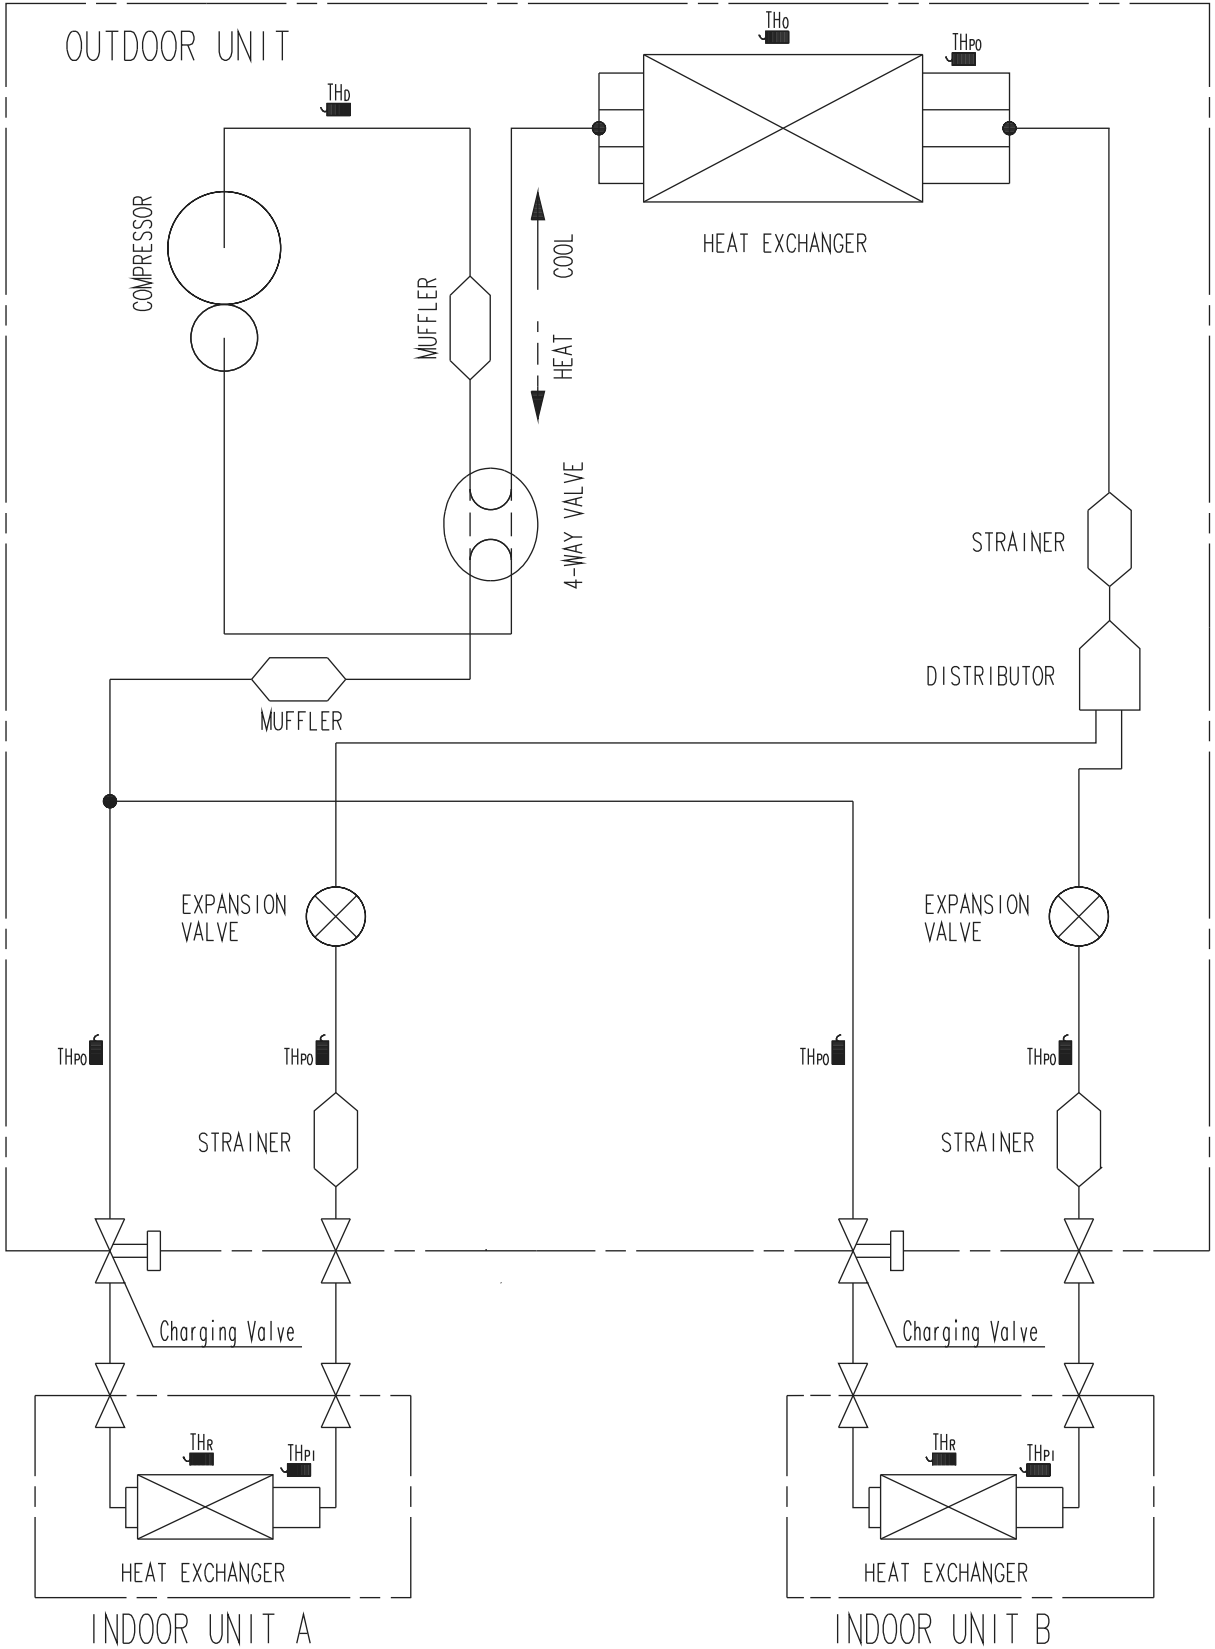 OUTDOOR UNIT
THO
THPO
THD
COMPRESSOR
MUFFLER
COOL
HEAT
HEAT EXCHANGER
4-WAY VALVE
STRAINER
DISTRIBUTOR
MUFFLER
EXPANSION
VALVE
EXPANSION
VALVE
THPO
THPO
THPO
THPO
STRAINER
STRAINER
Charging Valve
Charging Valve
THR
THPI
THR
THPI
HEAT EXCHANGER
HEAT EXCHANGER
INDOOR UNIT A
INDOOR UNIT B